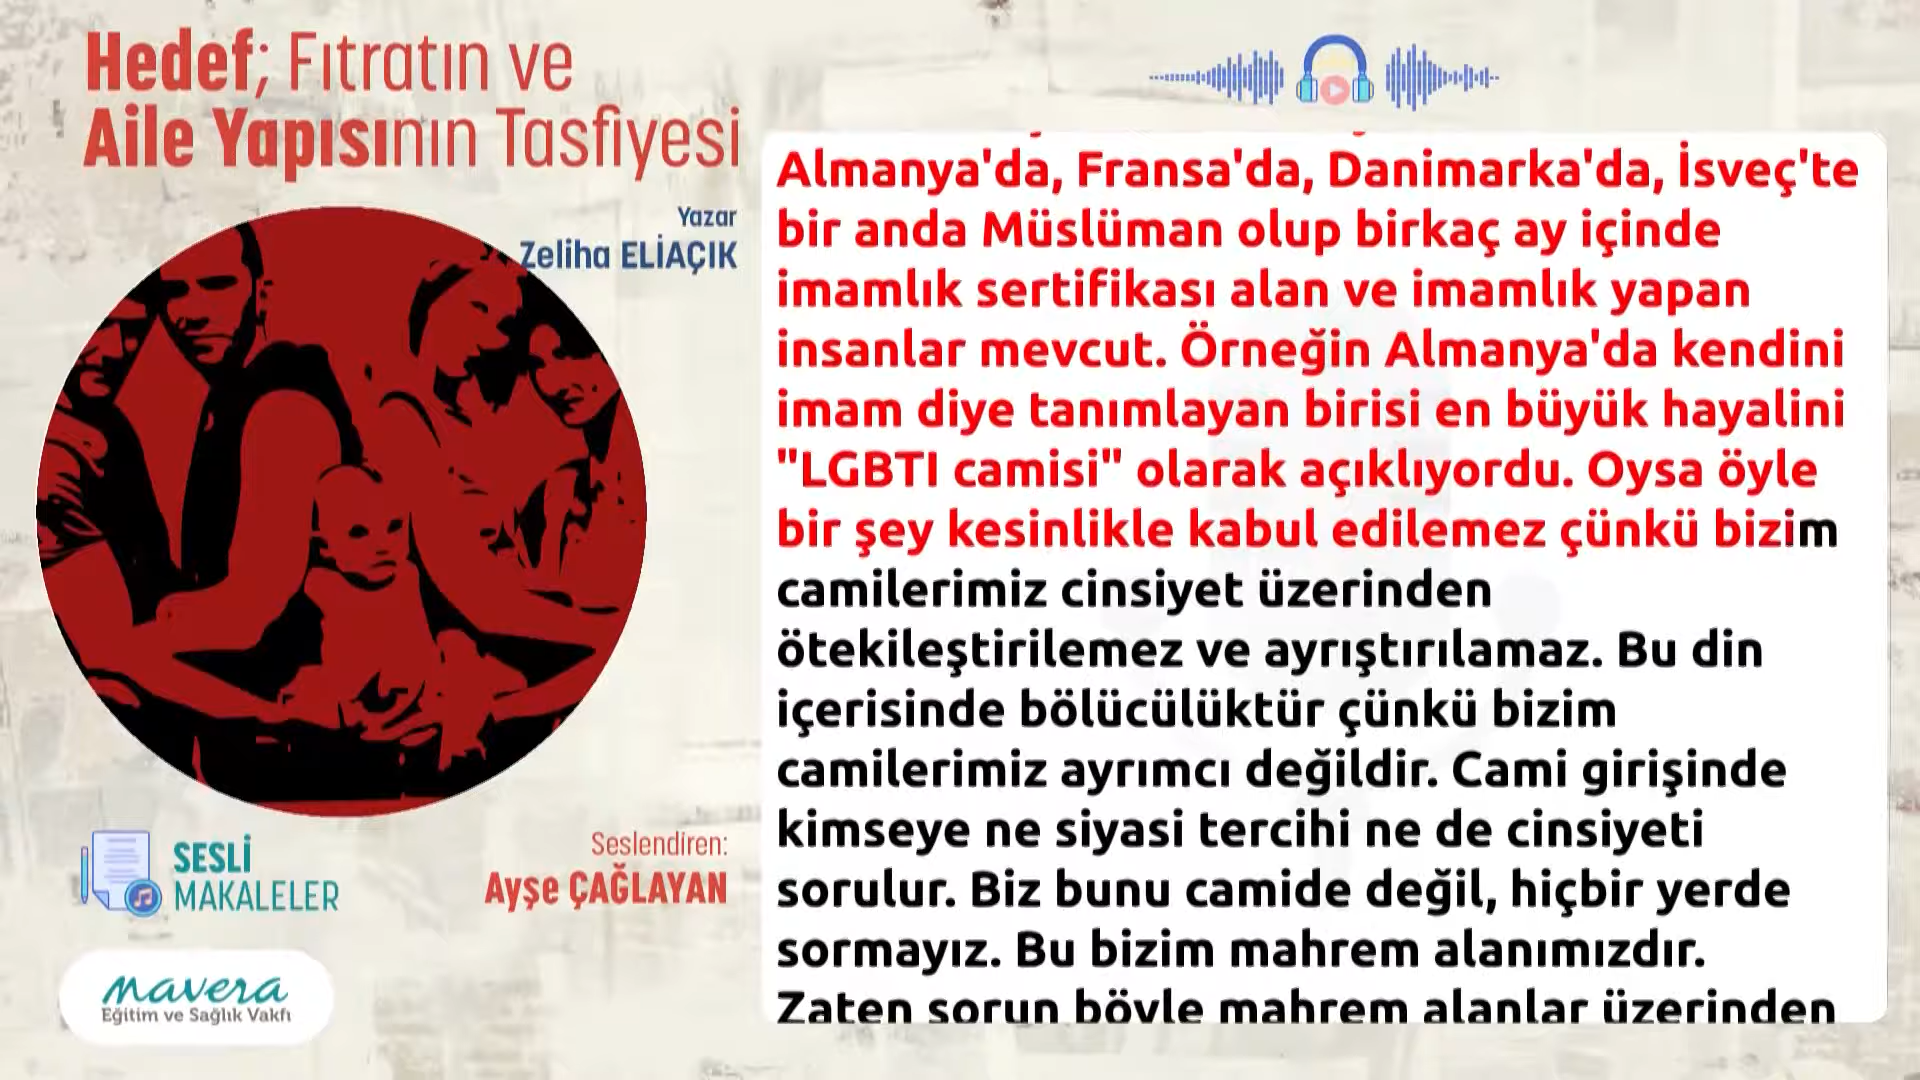 Hedef; Fıtratın ve
Aile Yapısının Tasfiyesi
Yazar
Zeliha ELİAÇIK
SESLİ
MAKALELER
Seslendiren:
Ayşe ÇAĞLAYAN
mavera
Eğitim ve Sağlık Vakfı
Almanya'da, Fransa'da, Danimarka'da, İsveç'te
bir anda Müslüman olup birkaç ay içinde
imamlık sertifikası alan ve imamlık yapan
insanlar mevcut. Örneğin Almanya'da kendini
imam diye tanımlayan birisi en büyük hayalini
"LGBTI camisi" olarak açıklıyordu. Oysa öyle
bir şey kesinlikle kabul edilemez çünkü bizim
camilerimiz cinsiyet üzerinden
ötekileştirilemez ve ayrıştırılamaz. Bu din
içerisinde bölücülüktür çünkü bizim
camilerimiz ayrımcı değildir. Cami girişinde
kimseye ne siyasi tercihi ne de cinsiyeti
sorulur. Biz bunu camide değil, hiçbir yerde
sormayız. Bu bizim mahrem alanımızdır.
Zaten sorun böyle mahrem alanlar üzerinden